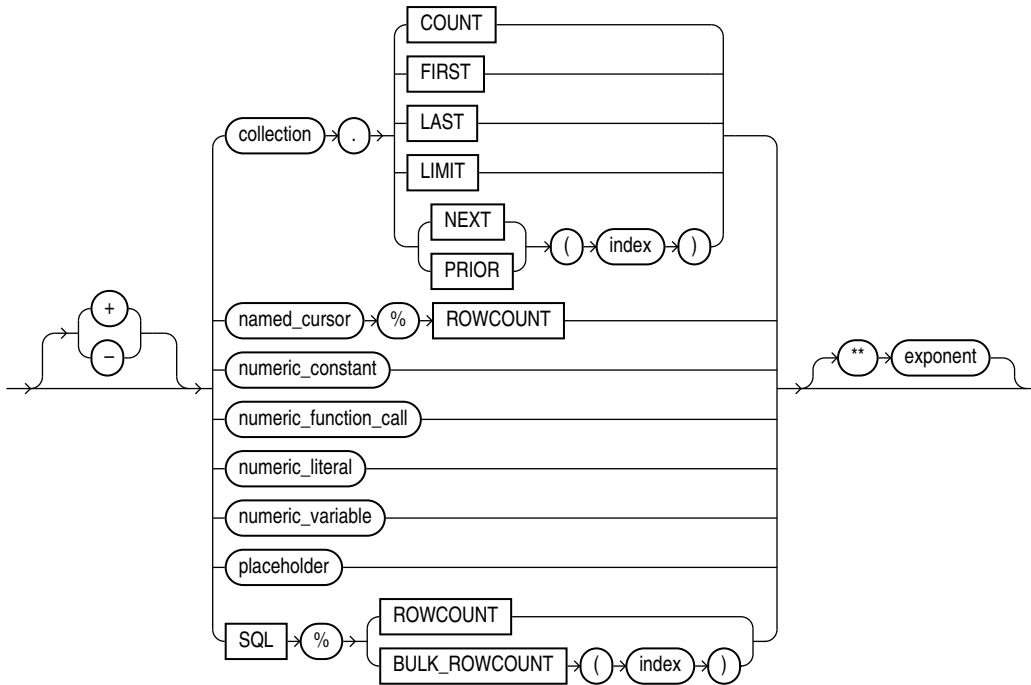 COUNT
FIRST
collection . LAST
LIMIT
NEXT
( index )
PRIOR
+
named_cursor % ROWCOUNT
−
numeric_constant
** exponent
numeric_function_call
numeric_literal
numeric_variable
placeholder
ROWCOUNT
SQL %
BULK_ROWCOUNT ( index )